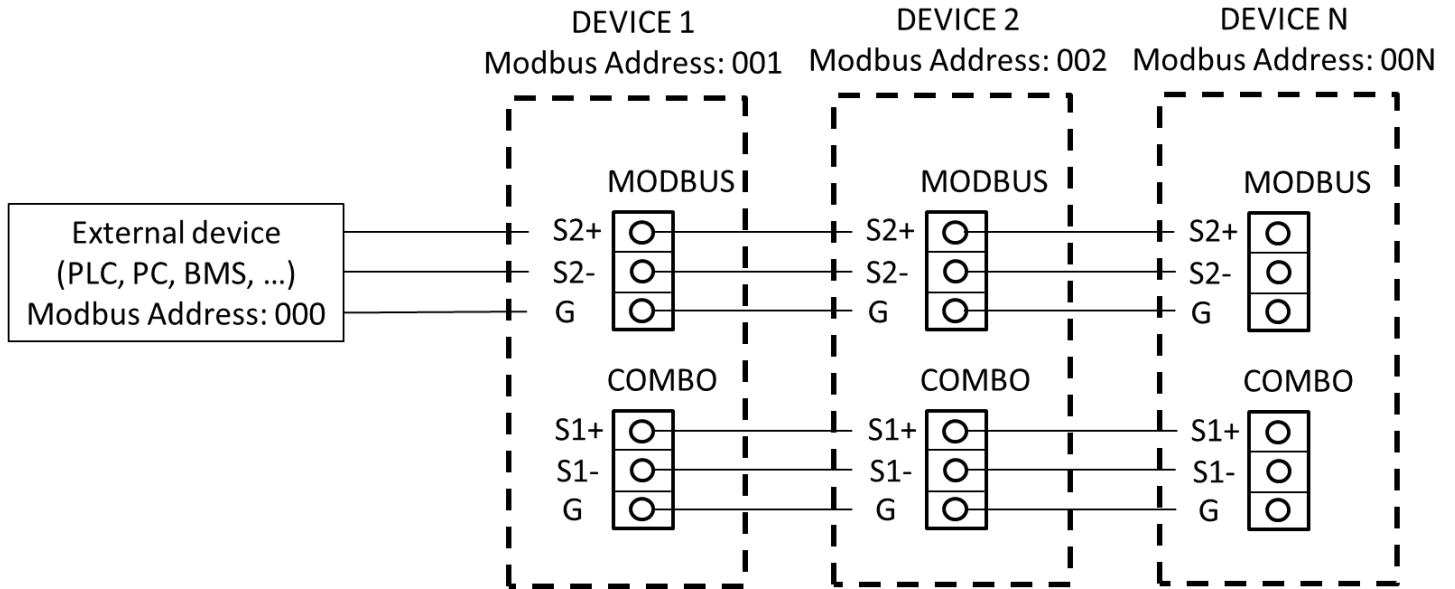 DEVICE 1
Modbus Address: 001
DEVICE 2
Modbus Address: 002
DEVICE N
Modbus Address: 00N
External device
(PLC, PC, BMS, ...)
Modbus Address: 000
MODBUS
S2+
S2-
G
COMBO
S1+
S1-
G
MODBUS
S2+
S2-
G
COMBO
S1+
S1-
G
MODBUS
S2+
S2-
G
COMBO
S1+
S1-
G